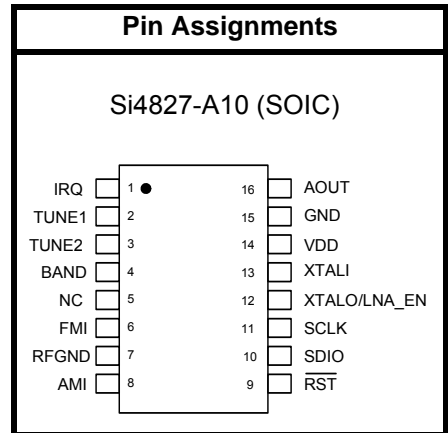 Pin Assignments
Si4827-A10 (SOIC)
IRQ 1 16 AOUT
TUNE1 2 15 GND
TUNE2 3 14 VDD
BAND 4 13 XTALI
NC 5 12 XTALO/LNA_EN
FMI 6 11 SCLK
RFGND 7 10 SDIO
AMI 8 9 RST